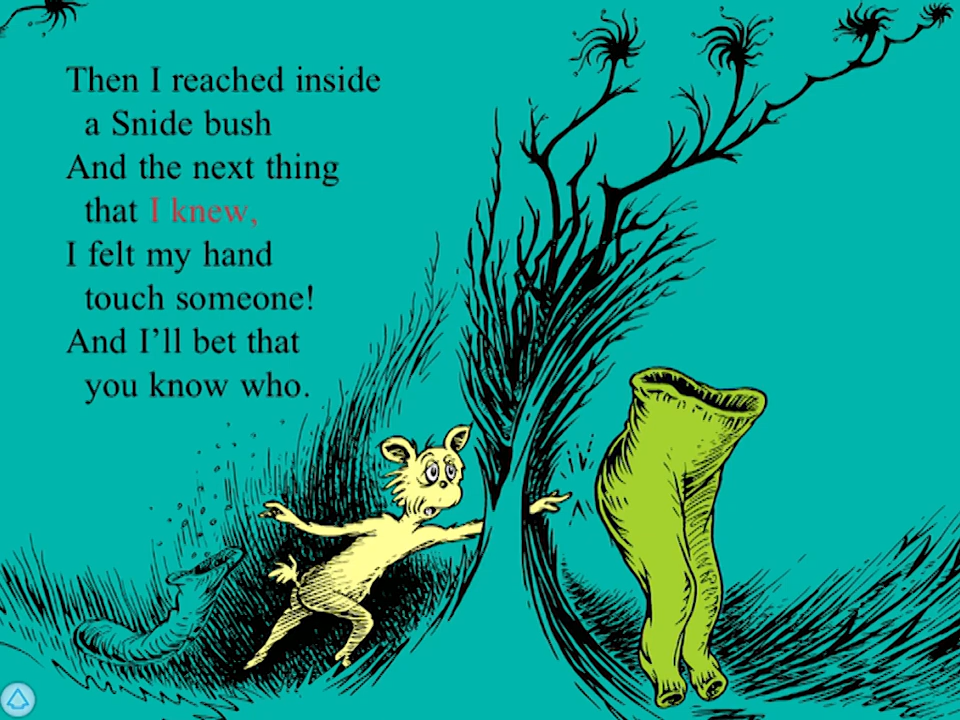 Then I reached inside
a Snide bush
And the next thing
that I knew,
I felt my hand
touch someone!
And I’ll bet that
you know who.